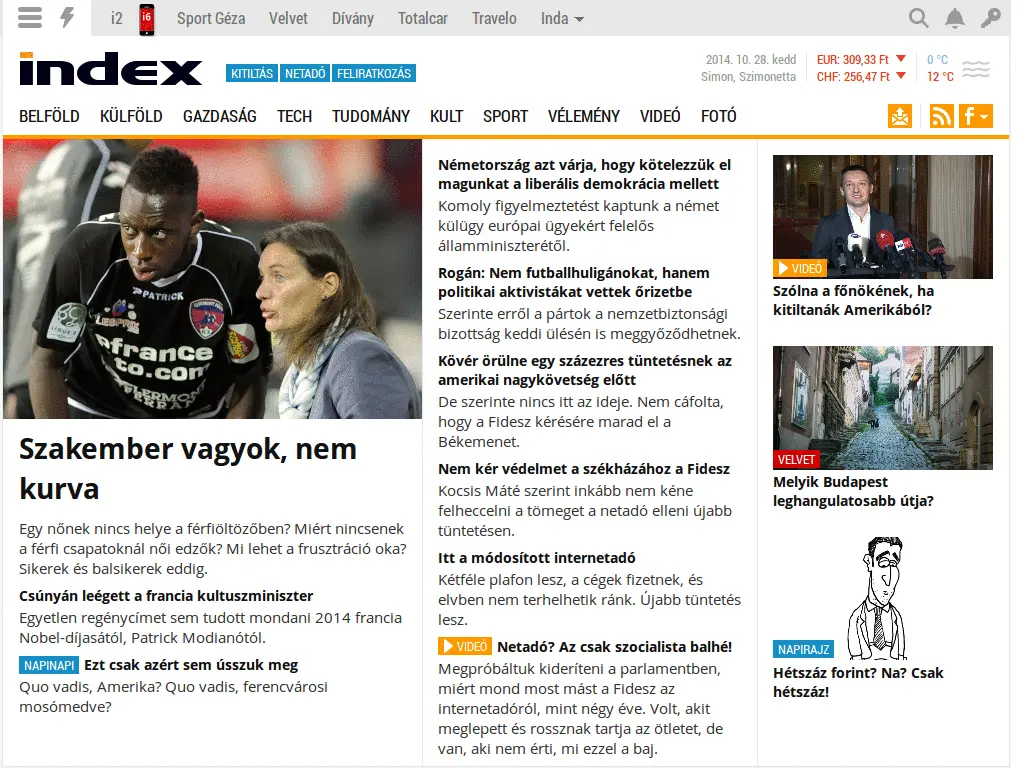 i2
i6
Sport Géza
Velvet
Dívány
Totalcar
Travelo
Inda
index
KITILTÁS NETADÓ FELIRATKOZÁS
2014. 10. 28. kedd
Simon, Szimonetta
EUR: 309,33 Ft
CHF: 256,47 Ft
0 °C
12 °C
BELFÖLD KÜLFÖLD GAZDASÁG TECH TUDOMÁNY KULT SPORT VÉLEMÉNY VIDEÓ FOTÓ
PATRICK
LIGUE 2
CLERMONT FOOT
63
afrance
to.com
CLERMONT
FERRAT
Szakember vagyok, nem
kurva
Egy nőnek nincs helye a férfiöltözőben? Miért nincsenek
a férfi csapatoknál női edzők? Mi lehet a frusztráció oka?
Sikerek és balsikerek eddig.
Csúnyán leégett a francia kultuszminiszter
Egyetlen regénycímet sem tudott mondani 2014 francia
Nobel-díjasától, Patrick Modianótól.
NAPINAPI Ezt csak azért sem ússzuk meg
Quo vadis, Amerika? Quo vadis, ferencvárosi
mosómedve?
Németország azt várja, hogy kötelezzük el
magunkat a liberális demokrácia mellett
Komoly figyelmeztetést kaptunk a német
külügy európai ügyekért felelős
államminiszterétől.
Rogán: Nem futballhuligánokat, hanem
politikai aktivistákat vettek őrizetbe
Szerinte erről a pártok a nemzetbiztonsági
bizottság keddi ülésén is meggyőződhetnek.
Kövér örülne egy százezres tüntetésnek az
amerikai nagykövetség előtt
De szerinte nincs itt az ideje. Nem cáfolta,
hogy a Fidesz kérésére marad el a
Békemenet.
Nem kér védelmet a székházához a Fidesz
Kocsis Máté szerint inkább nem kéne
felheccelni a tömeget a netadó elleni újabb
tüntetésen.
Itt a módosított internetadó
Kétféle plafon lesz, a cégek fizetnek, és
elvben nem terhelhetik ránk. Újabb tüntetés
lesz.
VIDEÓ Netadó? Az csak szocialista balhé!
Megpróbáltuk kideríteni a parlamentben,
miért mond most mást a Fidesz az
internetadóról, mint négy éve. Volt, akit
meglepett és rossznak tartja az ötletet, de
van, aki nem érti, mi ezzel a baj.
VIDEÓ
Szólna a főnökének, ha
kitiltanák Amerikából?
VELVET
Melyik Budapest
leghangulatosabb útja?
NAPIRAJZ
Hétszáz forint? Na? Csak
hétszáz!